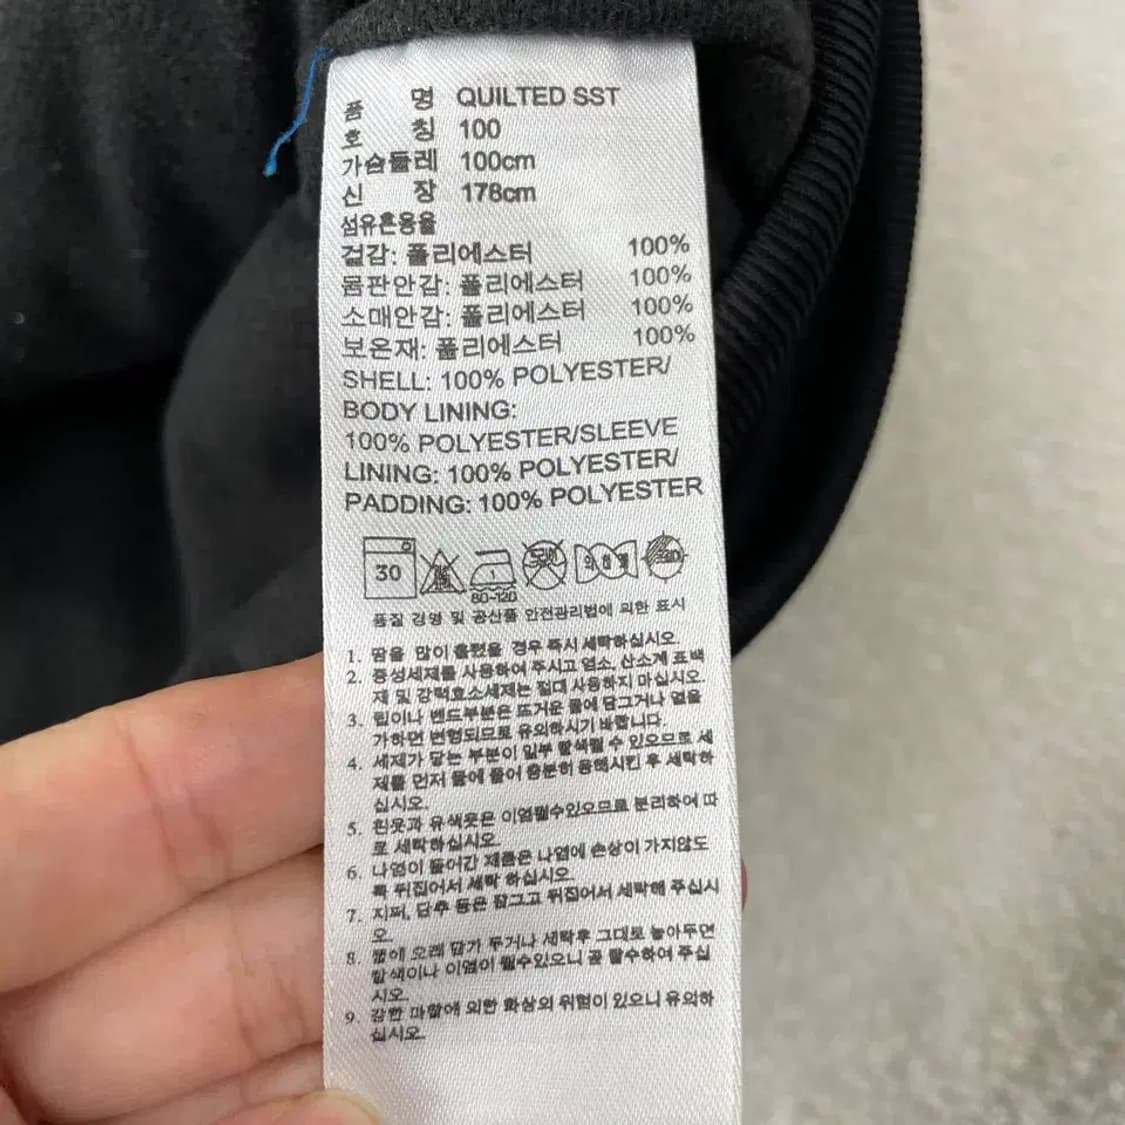 품 명 QUILTED SST
호 칭 100
가슴둘레 100cm
신 장 178cm
섬유혼용율
겉감: 폴리에스터 100%
몸판안감: 폴리에스터 100%
소매안감: 폴리에스터 100%
보온재: 폴리에스터 100%
SHELL: 100% POLYESTER/
BODY LINING:
100% POLYESTER/SLEEVE
LINING: 100% POLYESTER/
PADDING: 100% POLYESTER
30
80-120
품질 경영 및 공산품 안전관리법에 의한 표시
1. 땀을 많이 흘렸을 경우 즉시 세탁하십시오.
2. 중성세제를 사용하여 주시고 염소, 산소계 표백
제 및 강력효소세제는 절대 사용하지 마십시오
3. 립이나 밴드부분은 뜨거운 물에 담그거나 열을
가하면 변형되므로 유의하시기 바랍니다.
4. 세제가 닿는 부분이 일부 탈색될 수 있으므로 세
제를 먼저 물에 풀어 충분히 용해시킨 후 세탁하
십시오.
5. 흰옷과 유색옷은 이염될수있으므로 분리하여 따
로 세탁하십시오.
6. 나염이 들어간 제품은 나염에 손상이 가지않도
록 뒤집어서 세탁 하십시오.
7. 지퍼, 단추 등은 잠그고 뒤집어서 세탁해 주십시
오.
8. 물에 오래 담가 두거나 세탁후 그대로 놓아두면
탈색이나 이염이 될수있으니 곧 탈수하여 주십
시오.
9. 강한 마찰에 의한 화상의 위험이 있으니 유의하
십시오.